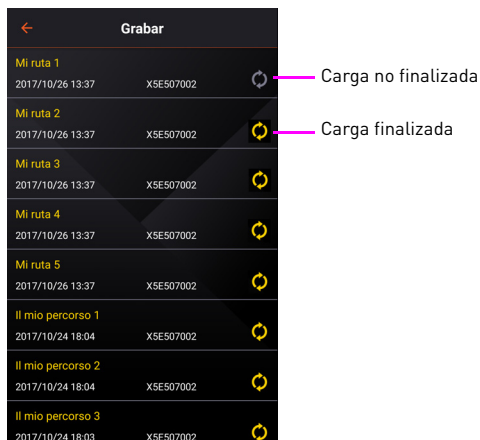 Grabar
Mi ruta 1
2017/10/26 13:37 X5E507002
Carga no finalizada
Mi ruta 2
2017/10/26 13:37 X5E507002
Carga finalizada
Mi ruta 3
2017/10/26 13:37 X5E507002
Mi ruta 4
2017/10/26 13:37 X5E507002
Mi ruta 5
2017/10/26 13:37 X5E507002
Il mio percorso 1
2017/10/24 18:04 X5E507002
Il mio percorso 2
2017/10/24 18:04 X5E507002
Il mio percorso 3
2017/10/24 18:03 X5E507002